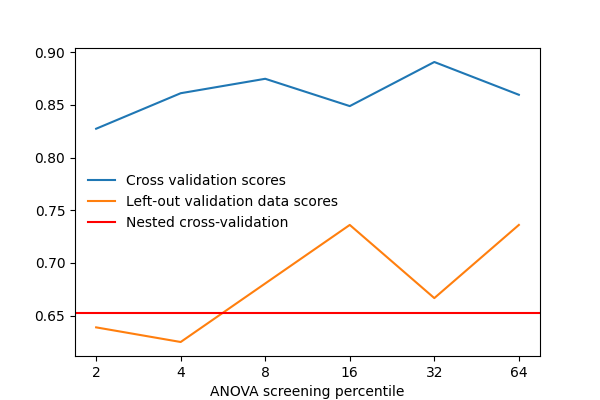 0.90
0.85
0.80
0.75
0.70
0.65
Cross validation scores
Left-out validation data scores
Nested cross-validation
2 4 8 16 32 64
ANOVA screening percentile